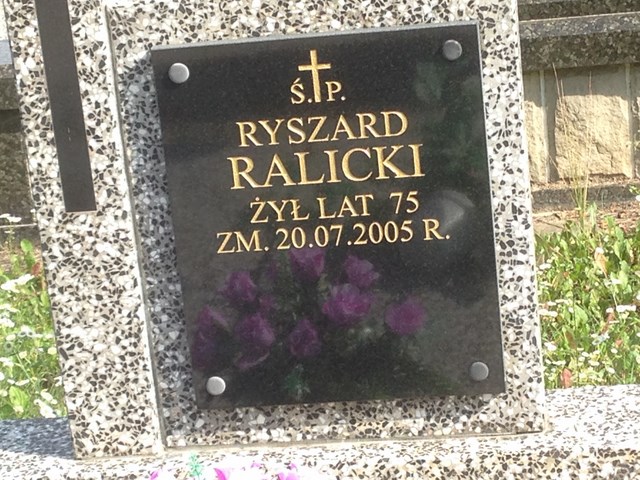 Ś.P.
RYSZARD
RALICKI
ŻYŁ LAT 75
ZM. 20.07.2005 R.